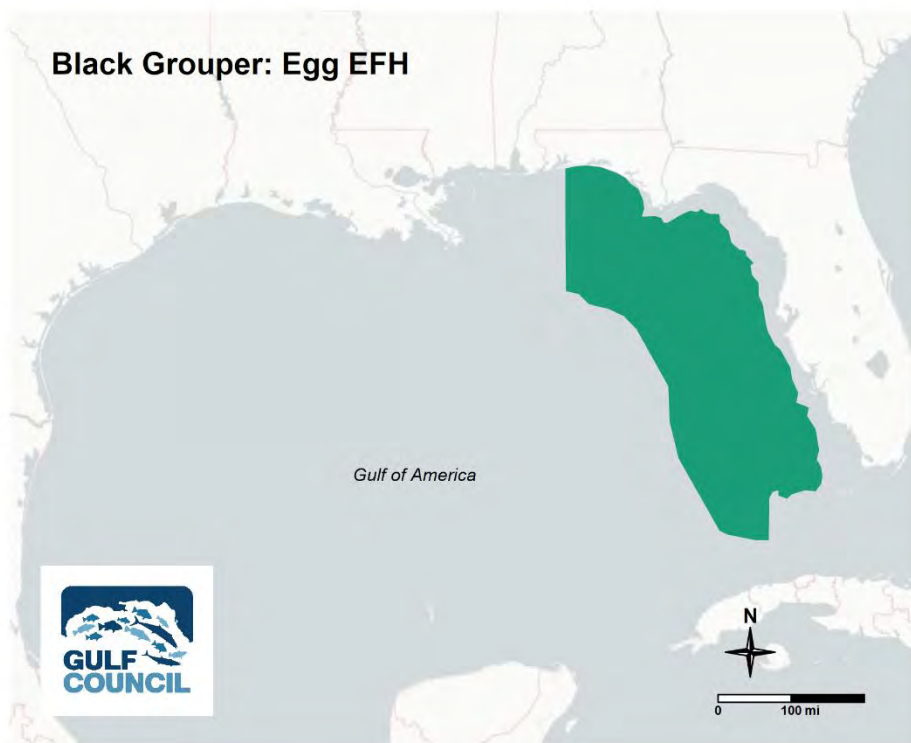 Black Grouper: Egg EFH
Gulf of America
GULF
COUNCIL
N
0 100 mi